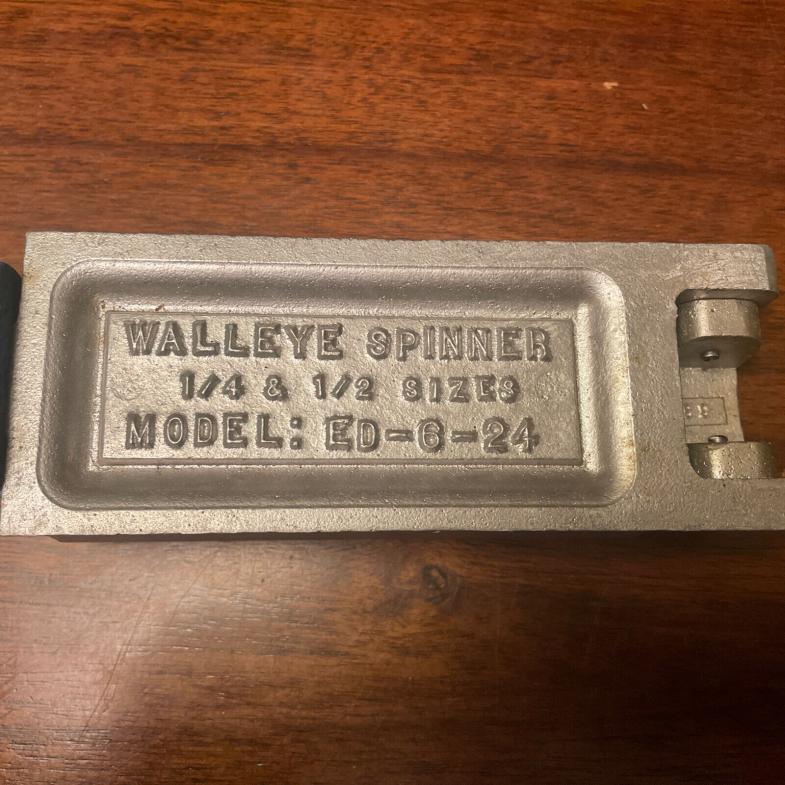 WALLEYE SPINNER
1/4 & 1/2 SIZES
MODEL: ED-6-24